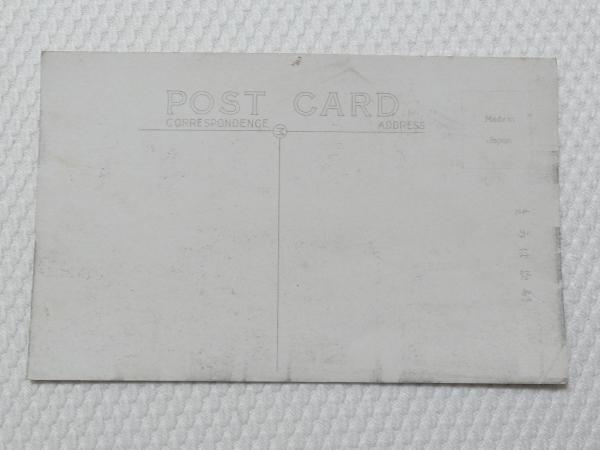 POST CARD
CORRESPONDENCE
ADDRESS
Made in
Japan